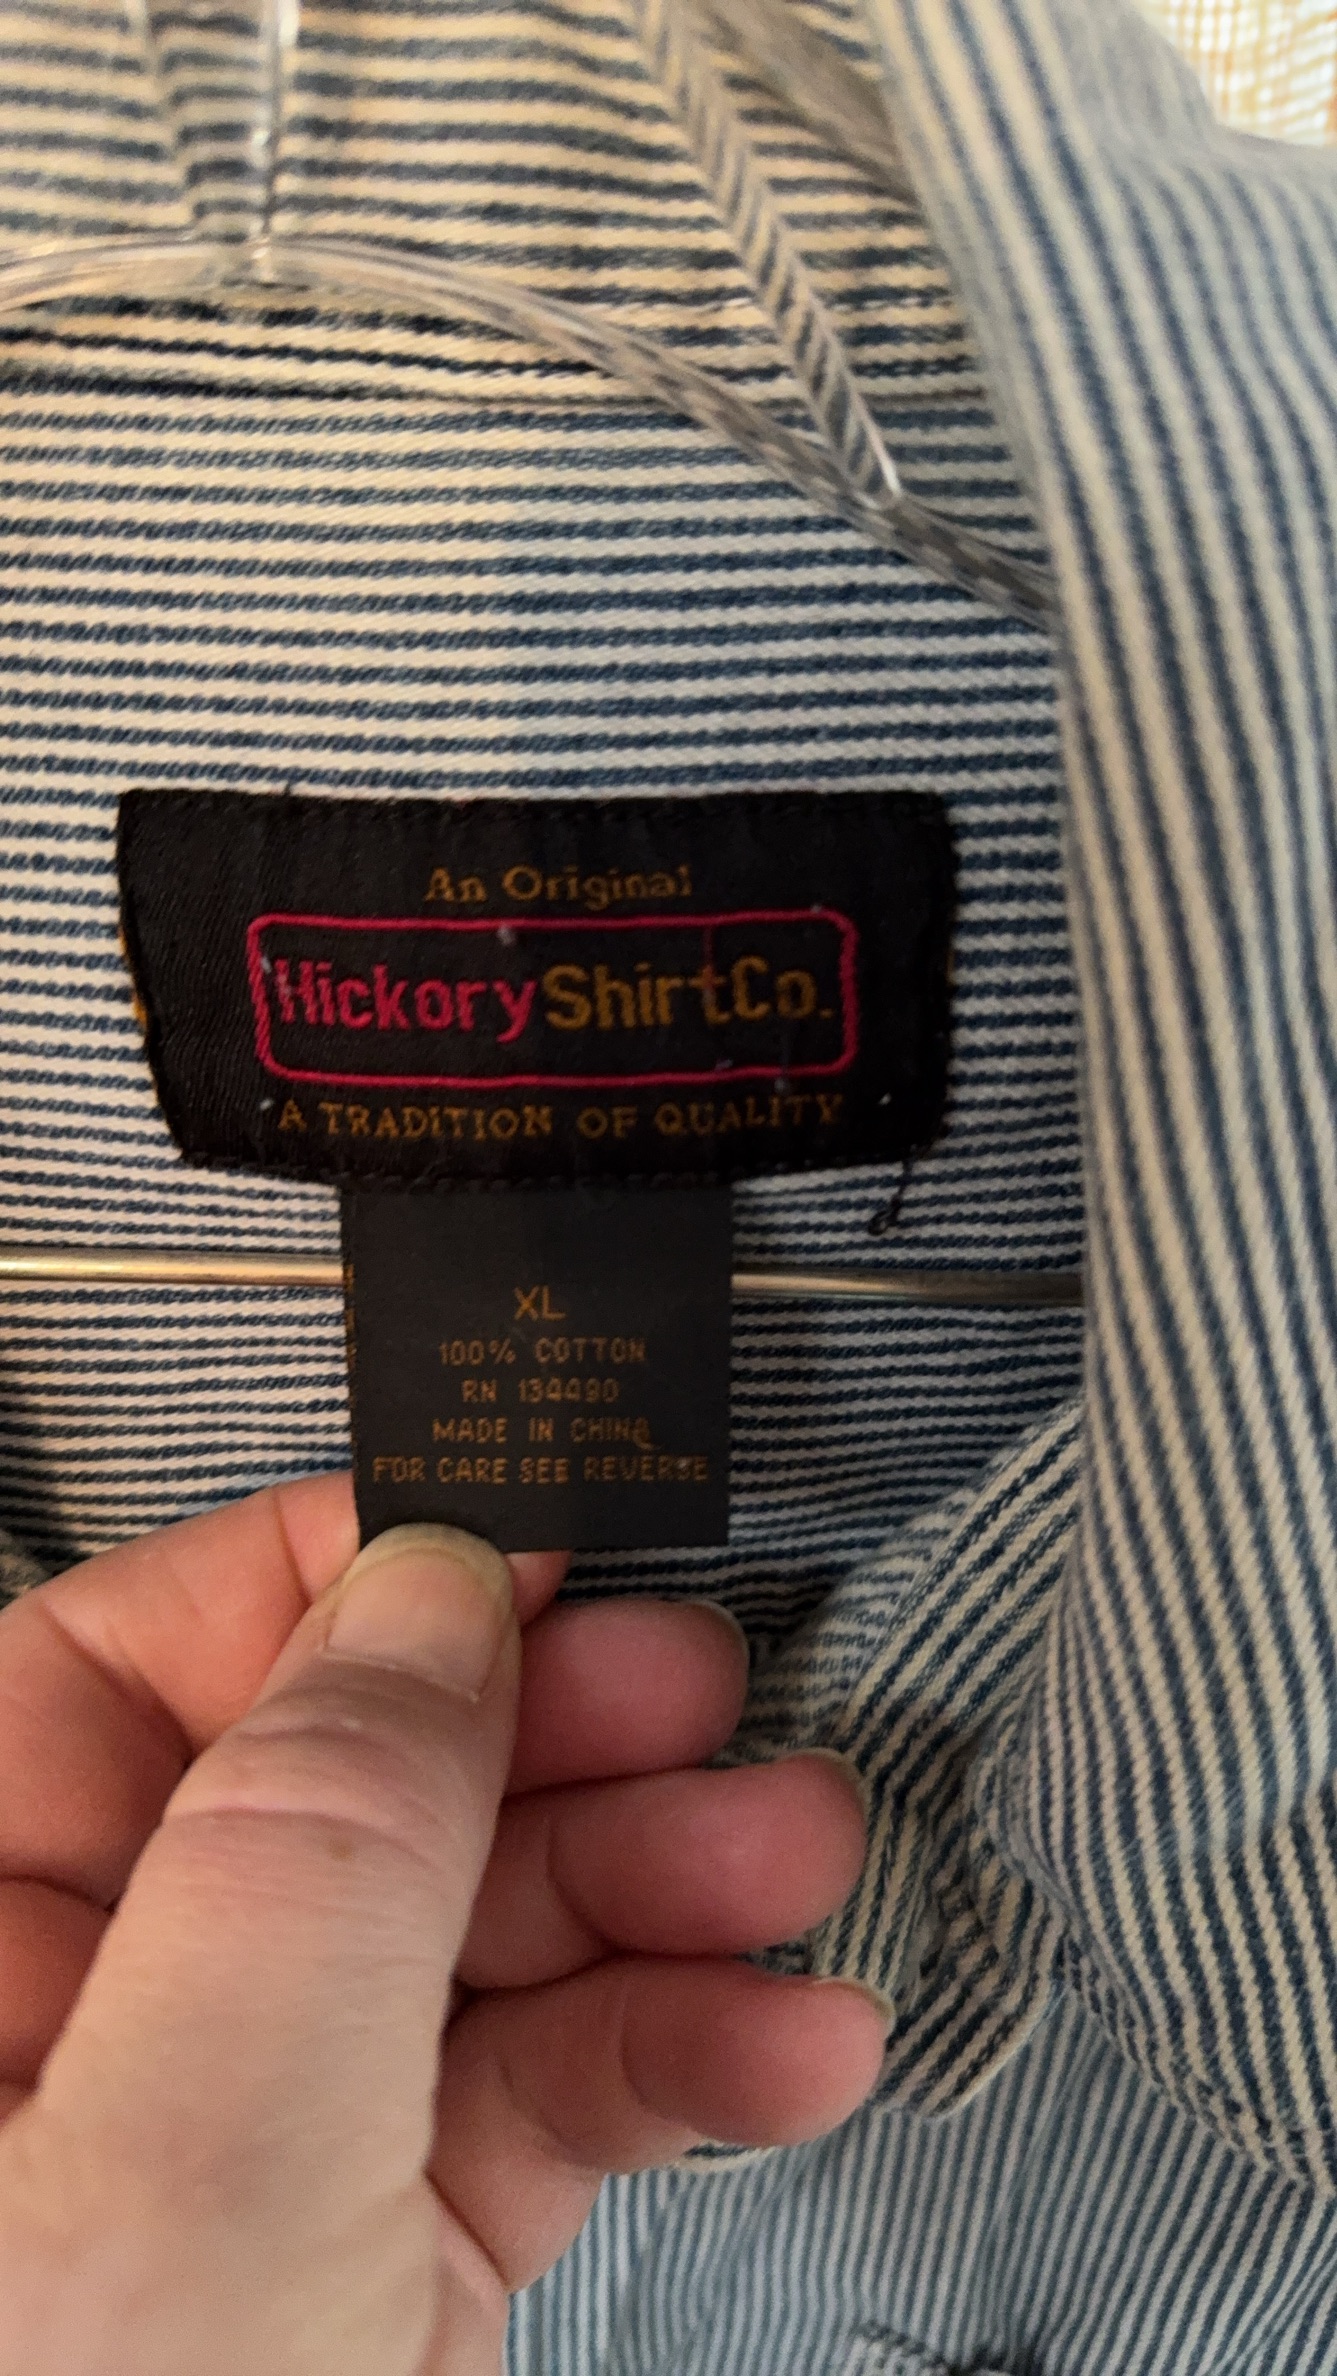 An Original
HickoryShirtCo.
A TRADITION OF QUALITY
XL
100% COTTON
RN 134490
MADE IN CHINA
FOR CARE SEE REVERSE